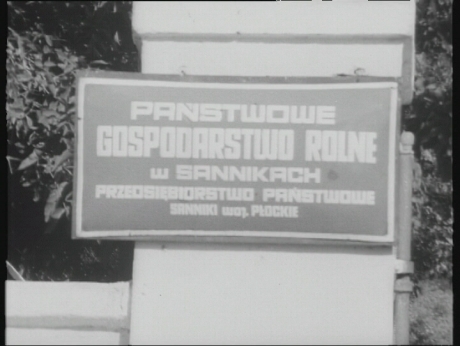 PAŃSTWOWE
GOSPODARSTWO ROLNE
w SANNIKACH
PRZEDSIĘBIORSTWO PAŃSTWOWE
SANNIKI woj. PŁOCKIE